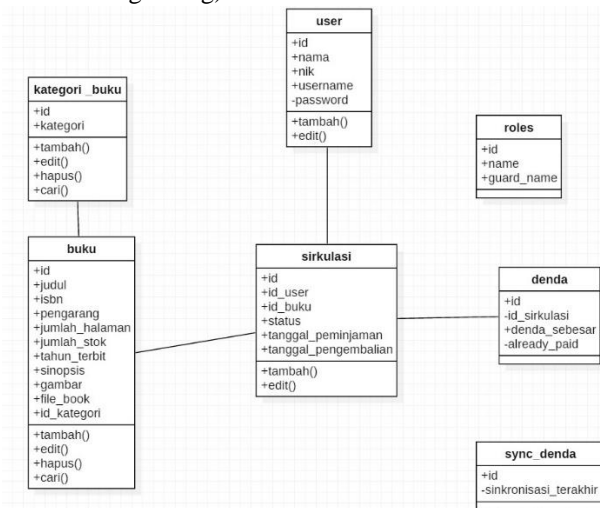 user
+id
+nama
+nik
+username
-password
+tambah()
+edit()
kategori _buku
+id
+kategori
+tambah()
+edit()
+hapus()
+cari()
roles
+id
+name
+guard_name
buku
+id
+judul
+isbn
+pengarang
+jumlah_halaman
+jumlah_stok
+tahun_terbit
+sinopsis
+gambar
+file_book
+id_kategori
+tambah()
+edit()
+hapus()
+cari()
sirkulasi
+id
+id_user
+id_buku
+status
+tanggal_peminjaman
+tanggal_pengembalian
+tambah()
+edit()
denda
+id
-id_sirkulasi
+denda_sebesar
-already_paid
sync_denda
+id
-sinkronisasi_terakhir